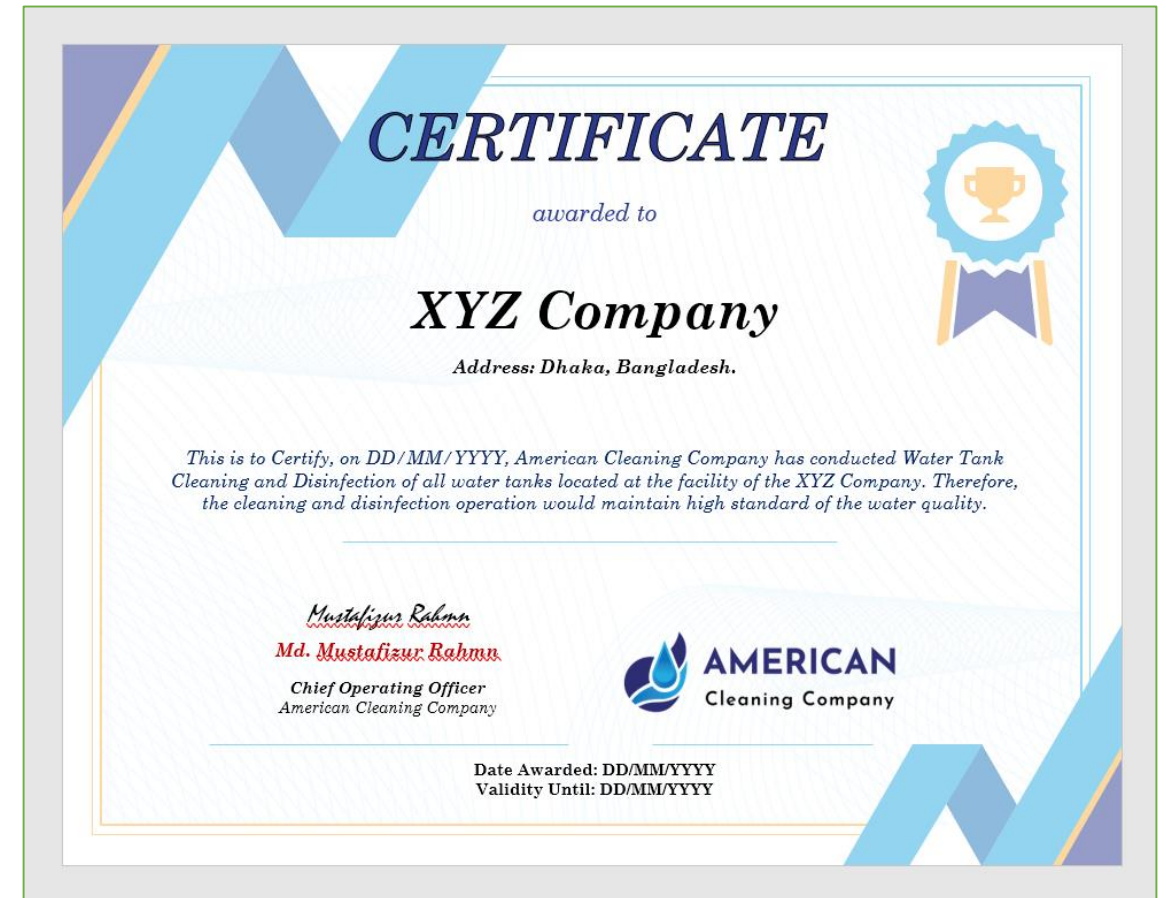 CERTIFICATE
awarded to
XYZ Company
Address: Dhaka, Bangladesh.
This is to Certify, on DD/MM/YYYY, American Cleaning Company has conducted Water Tank
Cleaning and Disinfection of all water tanks located at the facility of the XYZ Company. Therefore,
the cleaning and disinfection operation would maintain high standard of the water quality.
Mustafizur Rahmn
Md. Mustafizur Rahmn
Chief Operating Officer
American Cleaning Company
AMERICAN
Cleaning Company
Date Awarded: DD/MM/YYYY
Validity Until: DD/MM/YYYY